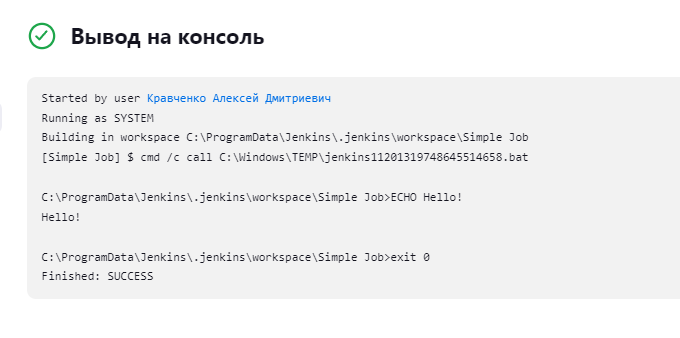 Вывод на консоль
Started by user Кравченко Алексей Дмитриевич
Running as SYSTEM
Building in workspace C:\ProgramData\Jenkins\.jenkins\workspace\Simple Job
[Simple Job] $ cmd /c call C:\Windows\TEMP\jenkins11201319748645514658.bat
C:\ProgramData\Jenkins\.jenkins\workspace\Simple Job>ECHO Hello!
Hello!
C:\ProgramData\Jenkins\.jenkins\workspace\Simple Job>exit 0
Finished: SUCCESS